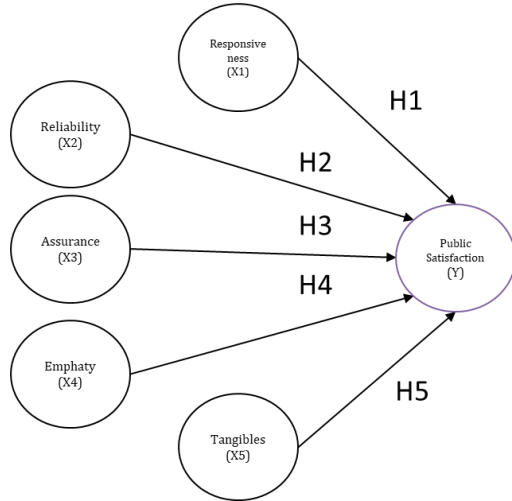 Responsive
ness
(X1)
H1
Reliability
(X2)
H2
Assurance
(X3)
H3
Public
Satisfaction
(Y)
H4
Emphaty
(X4)
H5
Tangibles
(X5)